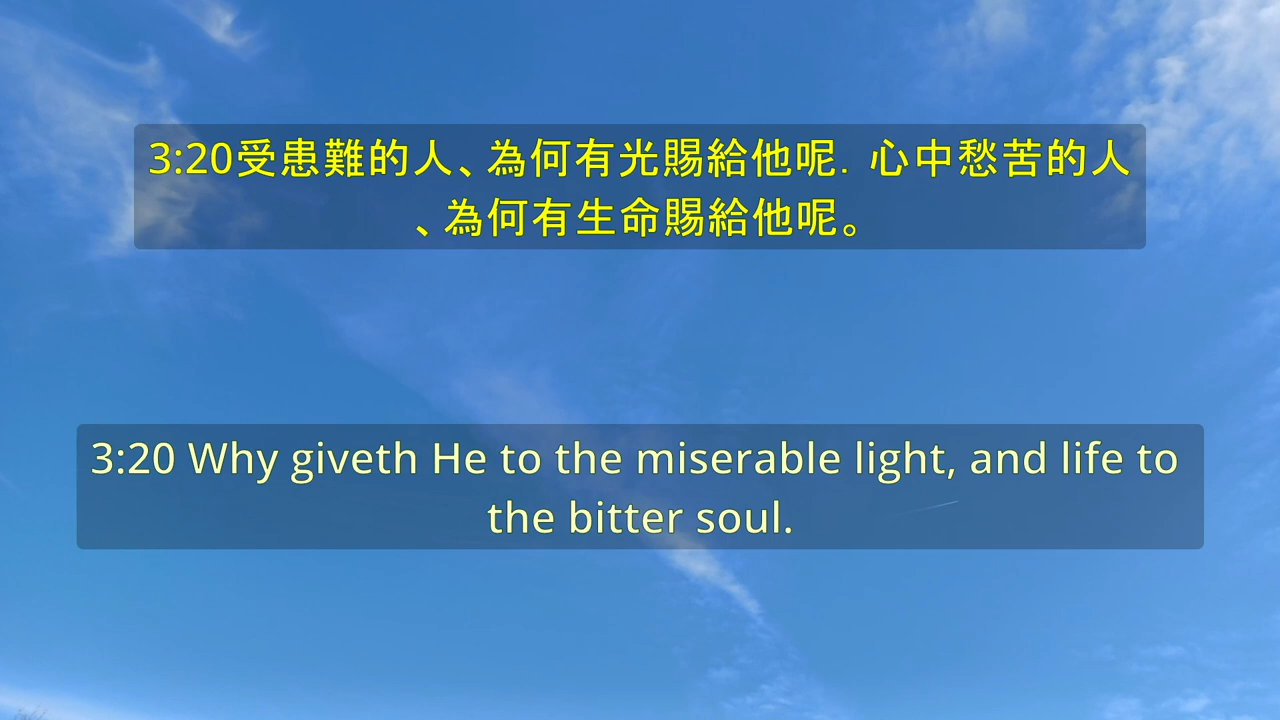 3:20受患難的人、為何有光賜給他呢．心中愁苦的人
、為何有生命賜給他呢。
3:20 Why giveth He to the miserable light, and life to
the bitter soul.